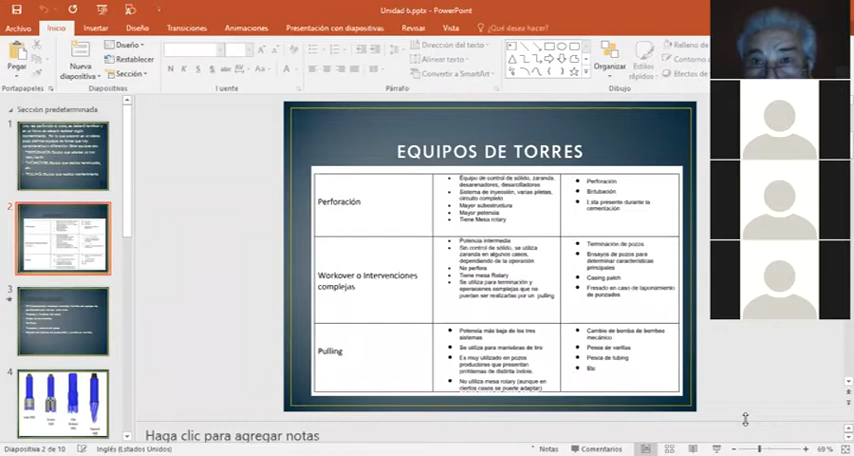 Unidad 6.pptx - PowerPoint
Archivo Inicio Insertar Diseño Transiciones Animaciones Presentación con diapositivas Revisar Vista ¿Qué desea hacer?
Pegar
Nueva diapositiva
Diseño
Restablecer
Sección
N K S
Dirección del texto
Alinear texto
Convertir a SmartArt
Organizar
Estilos rápidos
Relleno de
Contorno
Efectos de
Portapapeles
Diapositivas
Párrafo
Dibujo
Sección predeterminada
1
2
3
4
EQUIPOS DE TORRES
Perforación
Equipo de control de sólido, zaranda,
desarenadores, desarcilladores
Sistema de inyección, varias piletas,
circuito completo
Mayor subestructura
Mayor potencia
Tiene Mesa rotary
Perforación
Entubación
Esta presente durante la
cementación
Workover o Intervenciones
complejas
Potencia intermedia
Sin control de sólido, se utiliza
zaranda en algunos casos,
dependiendo de la operación
No perfora
Tiene mesa Rotary
Se utiliza para terminación y
operaciones complejas que no
puedan ser realizadas por un pulling
Terminación de pozos
Ensayos de pozos para
determinar características
principales
Casing patch
Fresado en caso de taponamiento
de punzados
Pulling
Potencia más baja de los tres
sistemas
Se utiliza para maniobras de tiro
Es muy utilizado en pozos
productores que presentan
problemas de distinta índole.
No utiliza mesa rotary (aunque en
ciertos casos se puede adaptar)
Cambio de bomba de bombeo
mecánico
Pesca de varillas
Pesca de tubing
Etc
Haga clic para agregar notas
Diapositiva 2 de 10 Inglés (Estados Unidos) Notas Comentarios 69 %